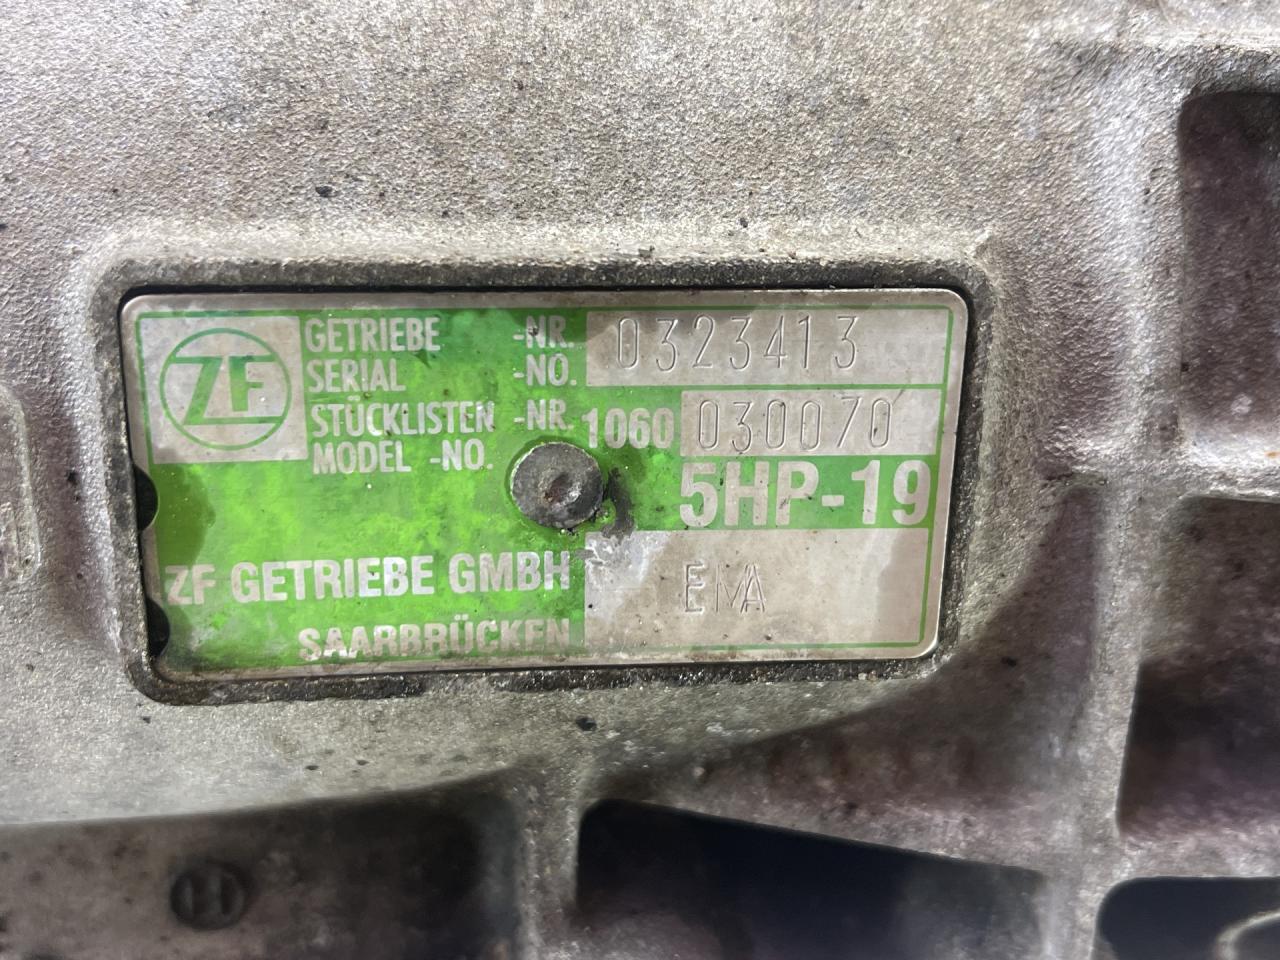 ZF
GETRIEBE -NR. 0323413
SERIAL -NO.
STÜCKLISTEN -NR. 1060 030070
MODEL -NO.
5HP-19
ZF GETRIEBE GMBH
EMA
SAARBRÜCKEN
H